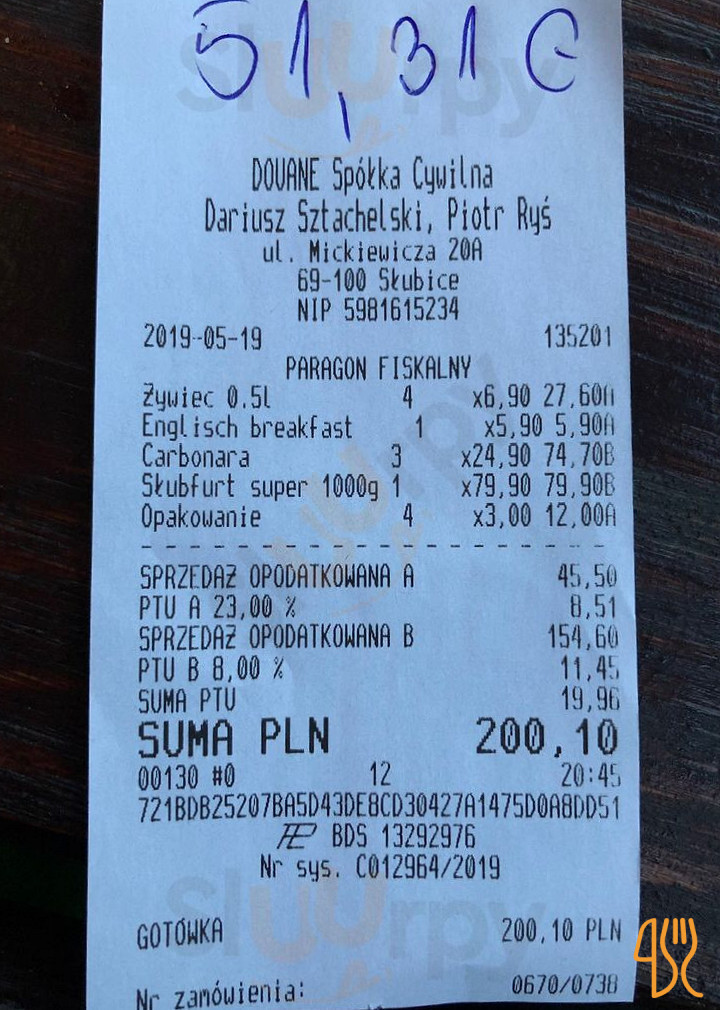 51,31 €
DOUANE Spółka Cywilna
Dariusz Sztachelski, Piotr Ryś
ul. Mickiewicza 20A
69-100 Słubice
NIP 5981615234
2019-05-19 135201
PARAGON FISKALNY
Żywiec 0.5l 4 x6,90 27,60A
Englisch breakfast 1 x5,90 5,90A
Carbonara 3 x24,90 74,70B
Słubfurt super 1000g 1 x79,90 79,90B
Opakowanie 4 x3,00 12,00A
- - - - - - - - - - - - - - - - - - - - - - - - - - -
SPRZEDAŻ OPODATKOWANA A 45,50
PTU A 23,00 % 8,51
SPRZEDAŻ OPODATKOWANA B 154,60
PTU B 8,00 % 11,45
SUMA PTU 19,96
SUMA PLN 200,10
00130 #0 12 20:45
721BDB25207BA5D43DE8CD30427A1475D0A8DD51
BDS 13292976
Nr sys. C012964/2019
GOTÓWKA 200,10 PLN
Nr zamówienia: 0670/0738
Sluurpy
Sluurpy
Sluurpy